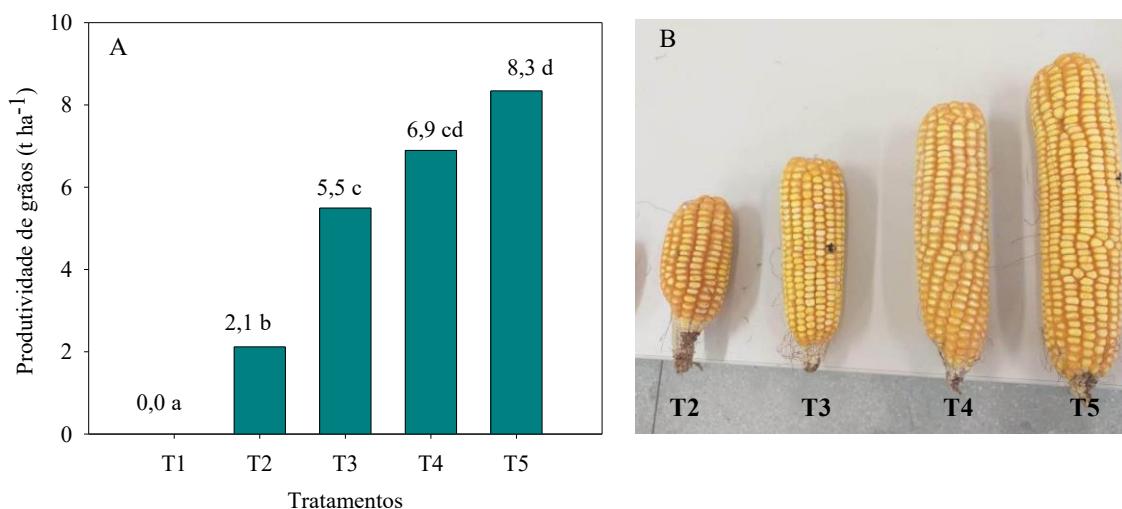 A
Produtividade de grãos (t ha⁻¹)
10
8
6
4
2
0
0,0 a
2,1 b
5,5 c
6,9 cd
8,3 d
T1 T2 T3 T4 T5
Tratamentos
B
T2 T3 T4 T5